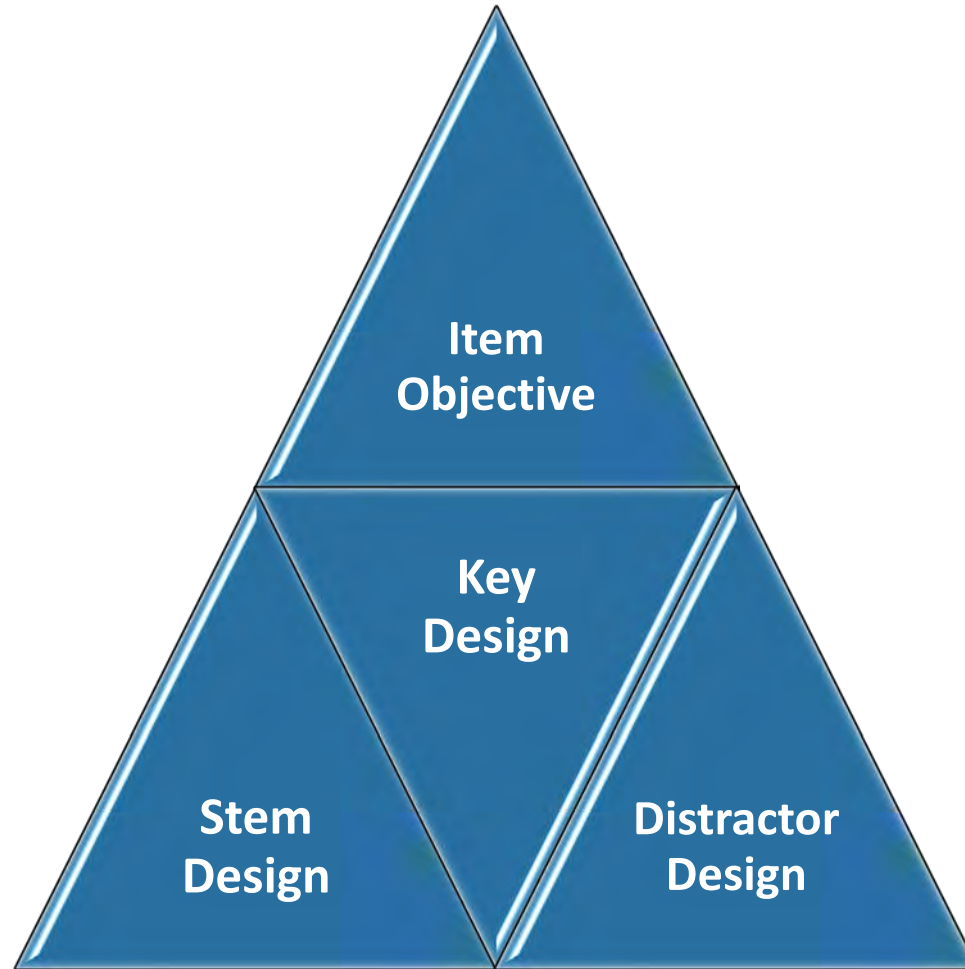 Item
Objective
Key
Design
Stem
Design
Distractor
Design